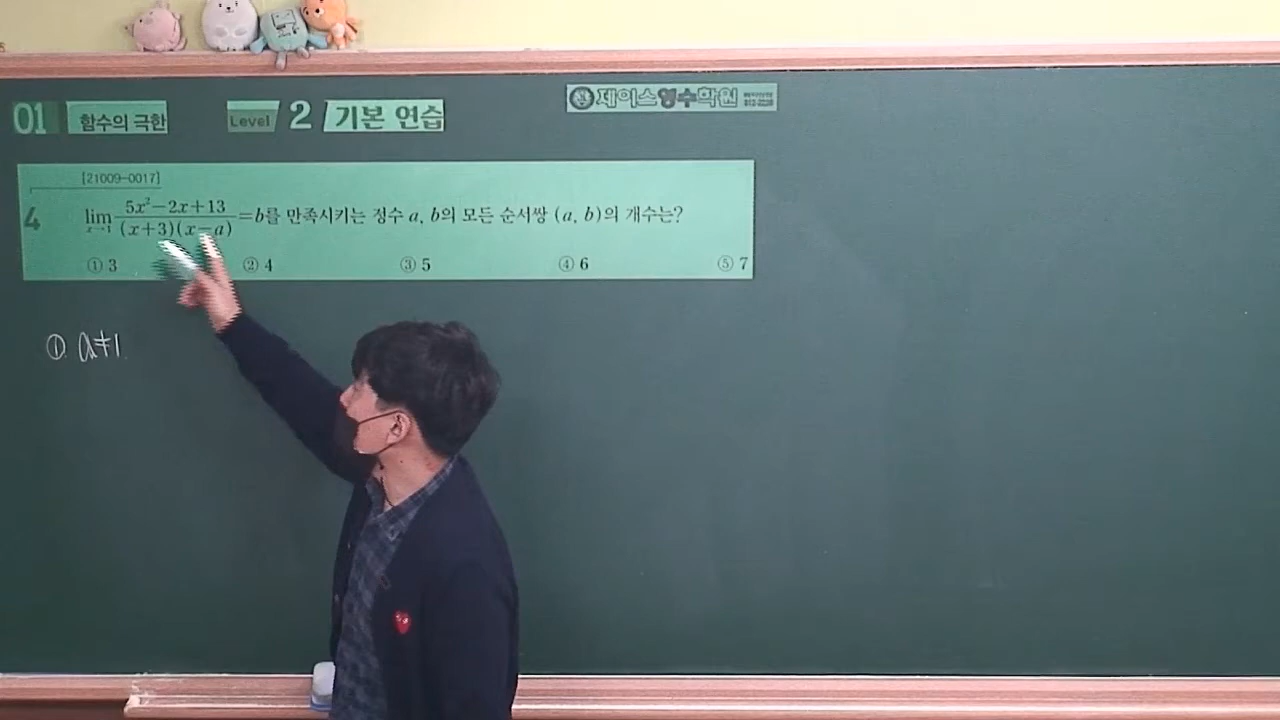 01 함수의 극한 Level 2 기본 연습
제이스영수학원
[21009-0017]
4 lim x→1 (5x²-2x+13)/((x+3)(x-a)) =b를 만족시키는 정수 a, b의 모든 순서쌍 (a, b)의 개수는?
① 3 ② 4 ③ 5 ④ 6 ⑤ 7
① a≠1